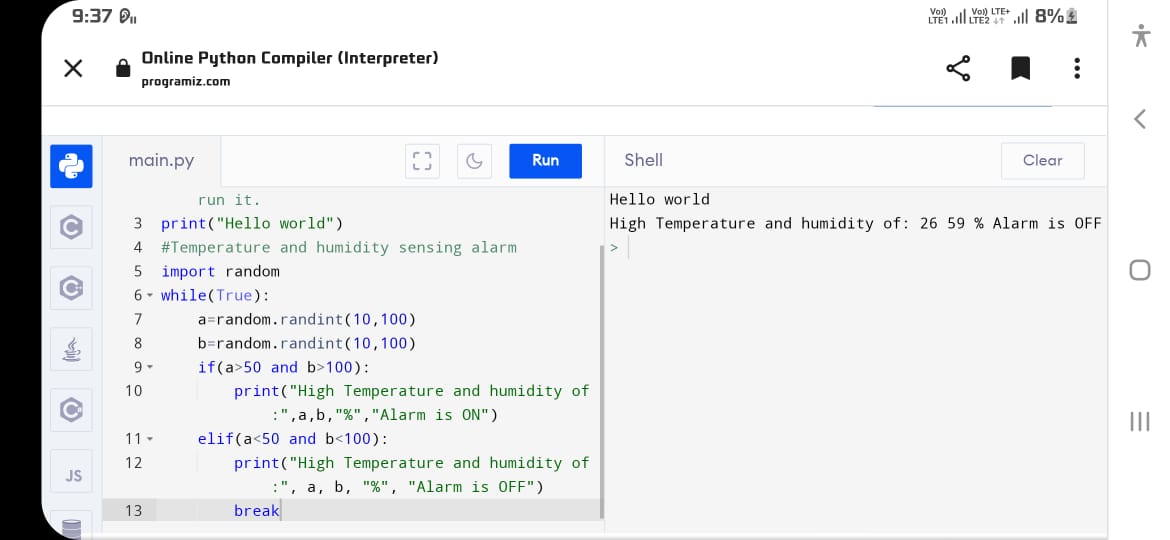 9:37
Vo)) LTE1 Vo)) LTE+ LTE2 8%
Online Python Compiler (Interpreter)
programiz.com
main.py
Run
Shell
Clear
run it.
3 print("Hello world")
4 #Temperature and humidity sensing alarm
5 import random
6 while(True):
7 a=random.randint(10,100)
8 b=random.randint(10,100)
9 if(a>50 and b>100):
10 print("High Temperature and humidity of
:",a,b,"%","Alarm is ON")
11 elif(a<50 and b<100):
12 print("High Temperature and humidity of
:", a, b, "%", "Alarm is OFF")
13 break
JS
Hello world
High Temperature and humidity of: 26 59 % Alarm is OFF
>